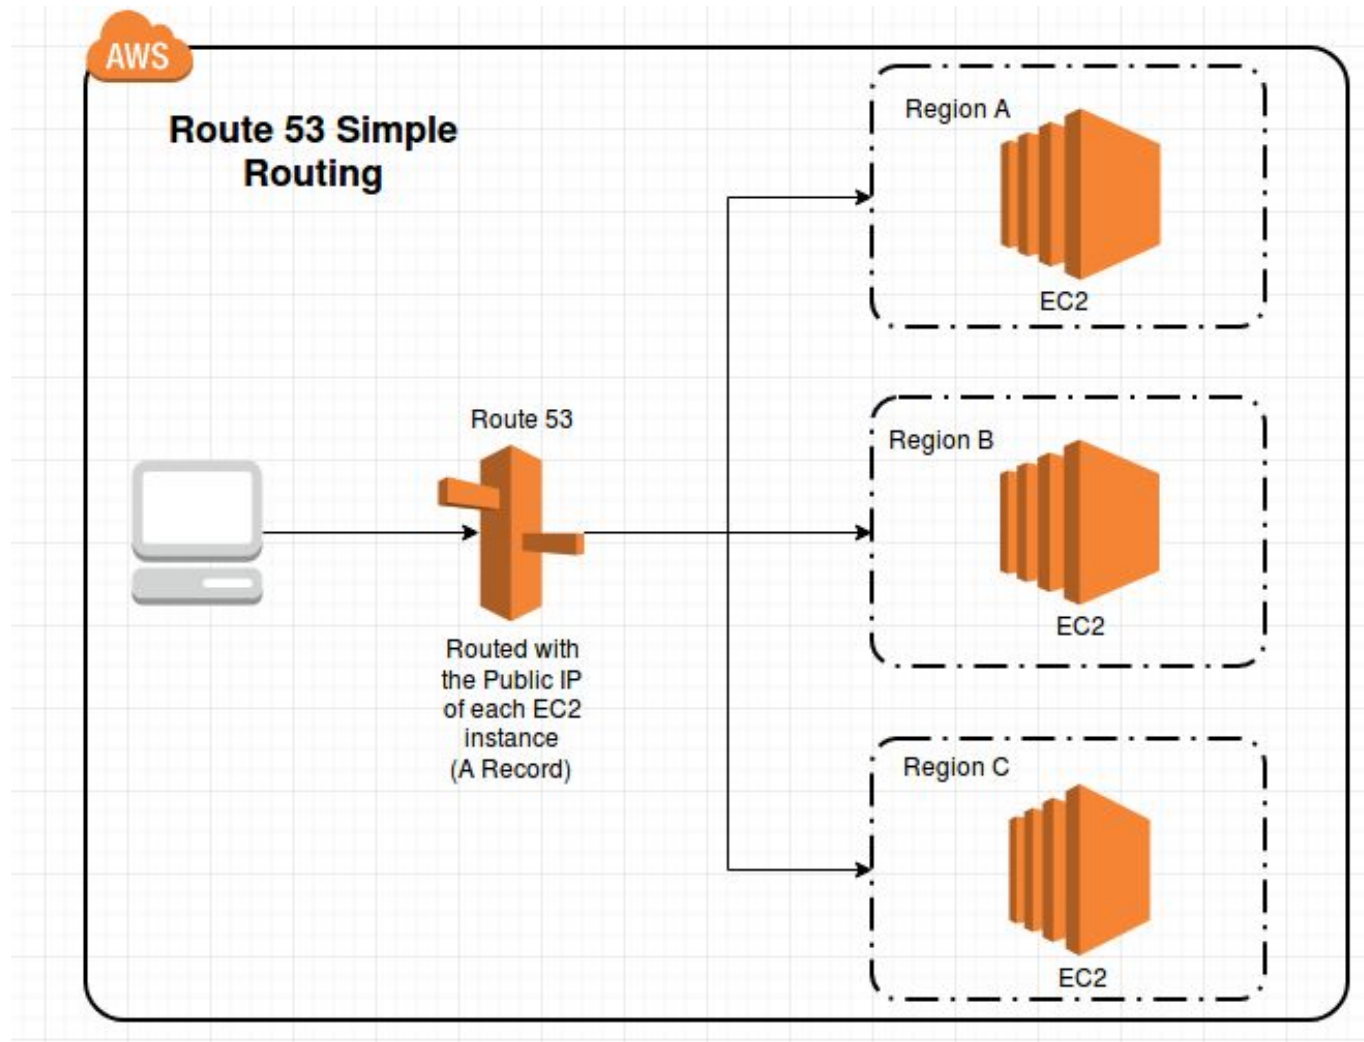 AWS
Route 53 Simple
Routing
Region A
EC2
Route 53
Routed with
the Public IP
of each EC2
instance
(A Record)
Region B
EC2
Region C
EC2